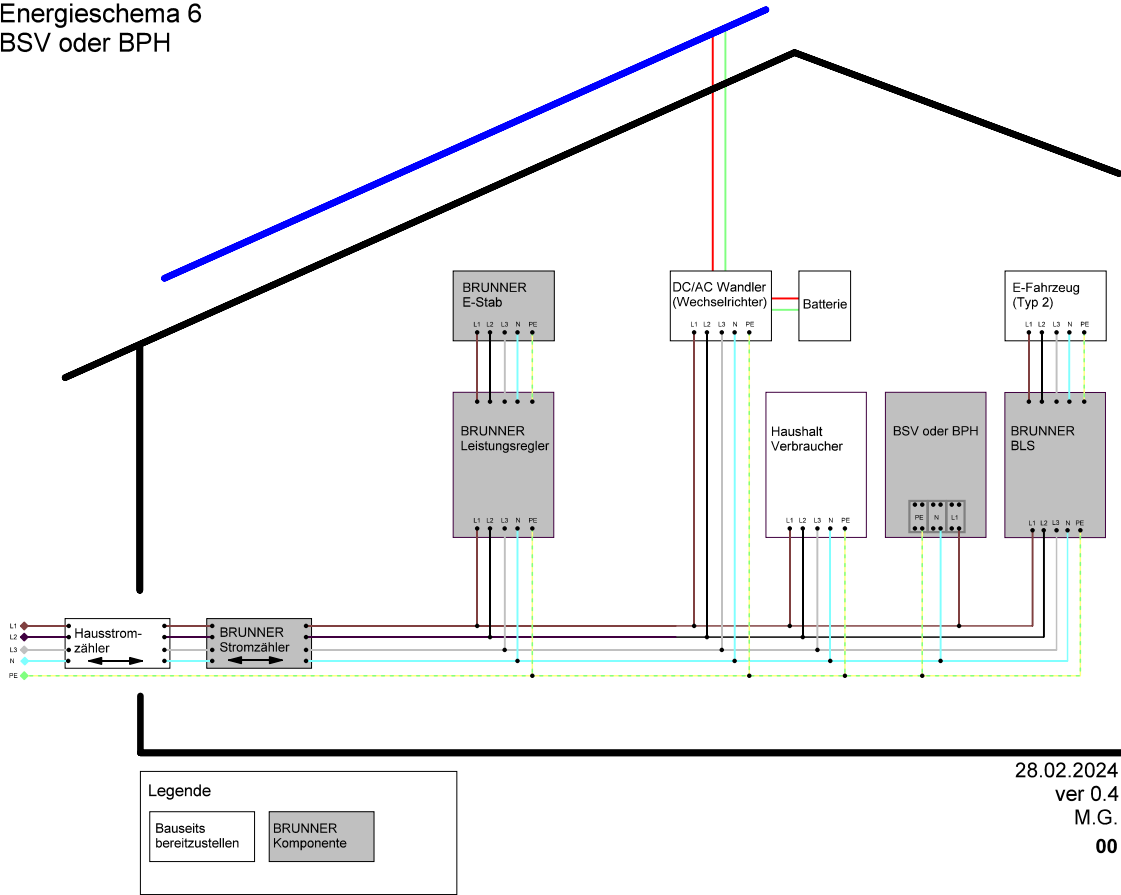 Energieschema 6
BSV oder BPH
BRUNNER
E-Stab
L1 L2 L3 N PE
DC/AC Wandler
(Wechselrichter)
L1 L2 L3 N PE
Batterie
E-Fahrzeug
(Typ 2)
L1 L2 L3 N PE
BRUNNER
Leistungsregler
L1 L2 L3 N PE
Haushalt
Verbraucher
L1 L2 L3 N PE
BSV oder BPH
PE N L1
BRUNNER
BLS
L1 L2 L3 N PE
L1
L2
L3
N
PE
Hausstrom-
zähler
BRUNNER
Stromzähler
Legende
Bauseits
bereitzustellen
BRUNNER
Komponente
28.02.2024
ver 0.4
M.G.
00